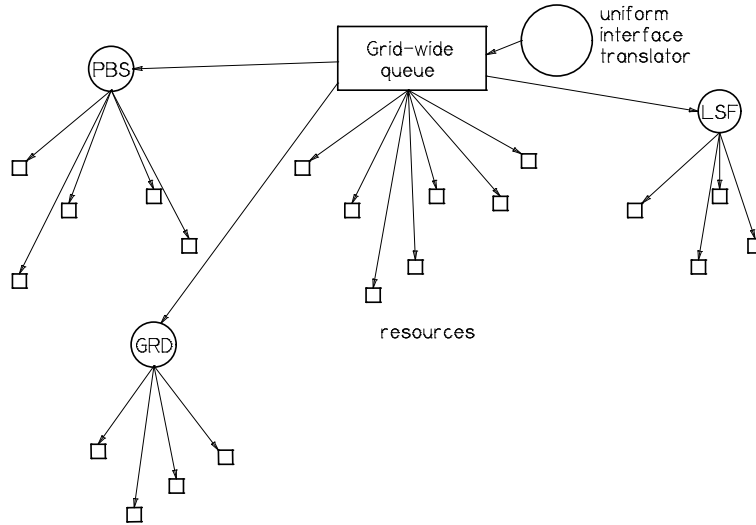 uniform
interface
translator
Grid-wide
queue
PBS
LSF
resources
GRD